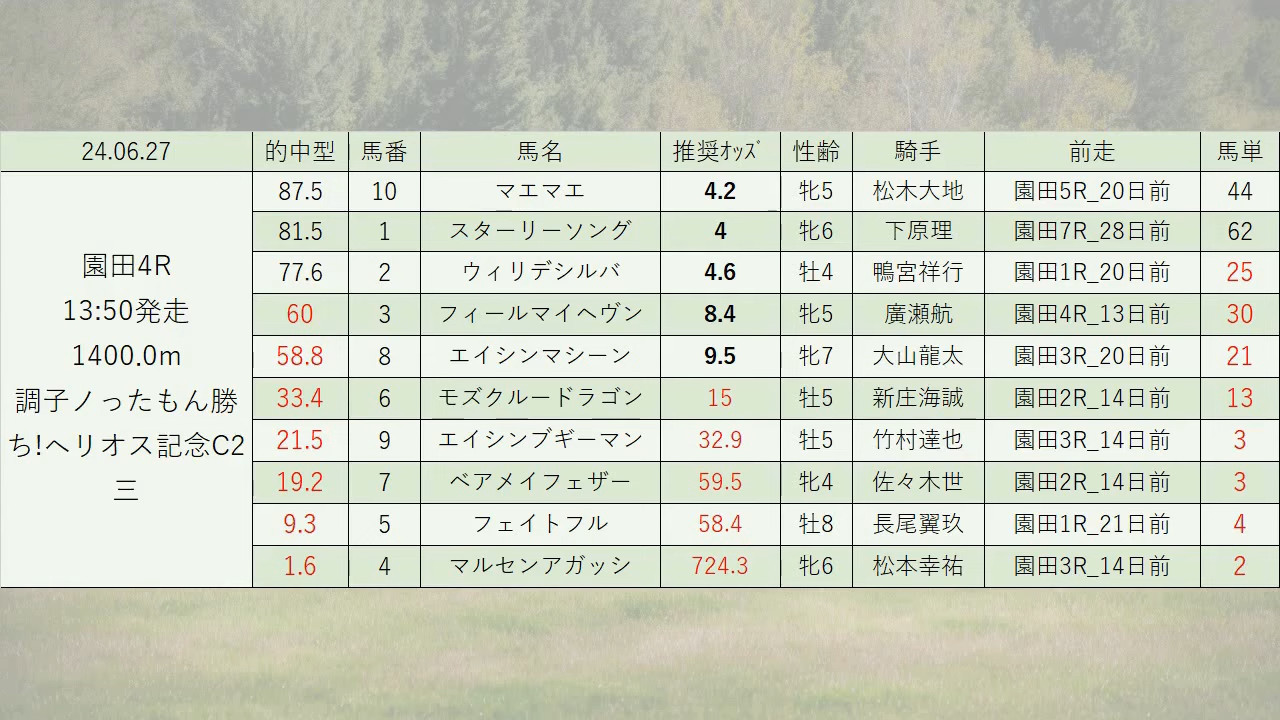 24.06.27 的中型 馬番 馬名 推奨ｵｯｽﾞ 性齢 騎手 前走 馬単
園田4R
13:50発走
1400.0m
調子ノったもん勝
ち!ヘリオス記念C2
三
87.5 10 マエマエ 4.2 牝5 松木大地 園田5R_20日前 44
81.5 1 スターリーソング 4 牝6 下原理 園田7R_28日前 62
77.6 2 ウィリデシルバ 4.6 牡4 鴨宮祥行 園田1R_20日前 25
60 3 フィールマイヘヴン 8.4 牝5 廣瀬航 園田4R_13日前 30
58.8 8 エイシンマシーン 9.5 牝7 大山龍太 園田3R_20日前 21
33.4 6 モズクルードラゴン 15 牡5 新庄海誠 園田2R_14日前 13
21.5 9 エイシンブギーマン 32.9 牡5 竹村達也 園田3R_14日前 3
19.2 7 ベアメイフェザー 59.5 牝4 佐々木世 園田2R_14日前 3
9.3 5 フェイトフル 58.4 牡8 長尾翼玖 園田1R_21日前 4
1.6 4 マルセンアガッシ 724.3 牝6 松本幸祐 園田3R_14日前 2